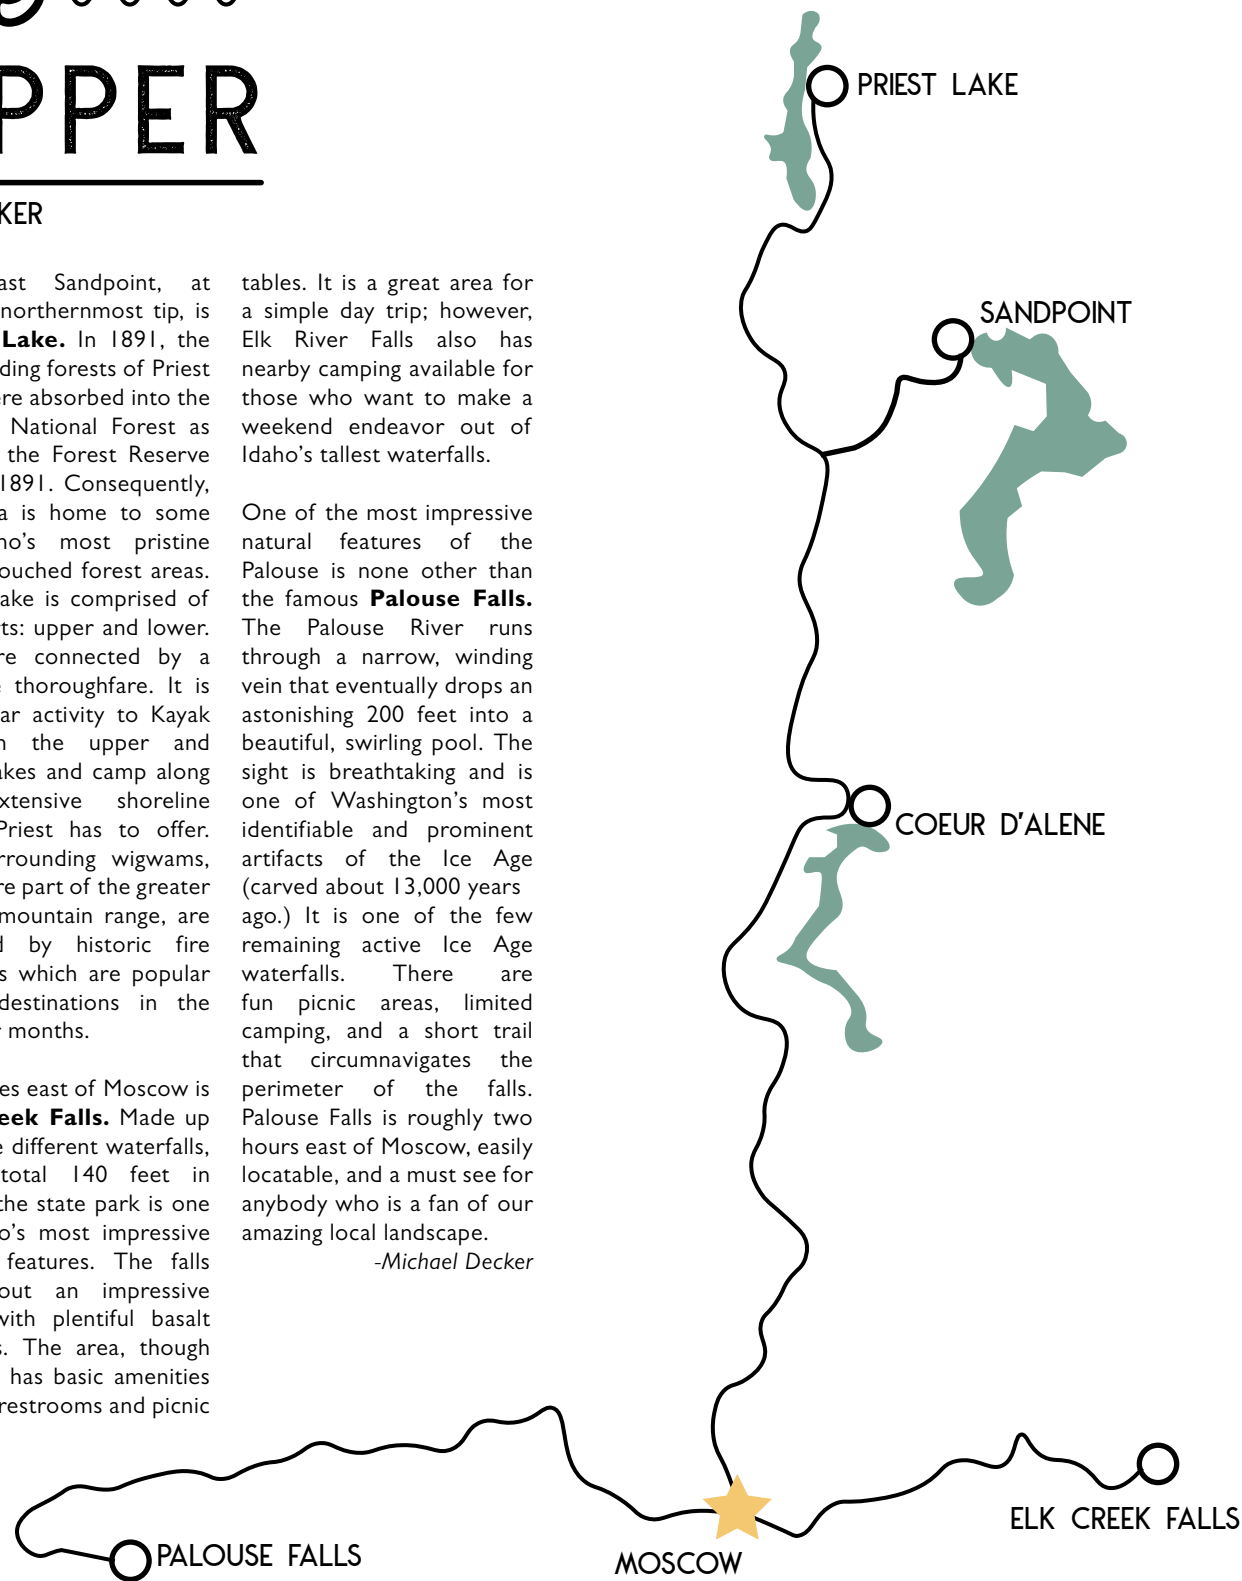 PPER
KER
ast Sandpoint, at
northernmost tip, is
Lake. In 1891, the
ding forests of Priest
ere absorbed into the
National Forest as
the Forest Reserve
1891. Consequently,
a is home to some
ho's most pristine
ouched forest areas.
ake is comprised of
ts: upper and lower.
re connected by a
e thoroughfare. It is
ar activity to Kayak
n the upper and
akes and camp along
xtensive shoreline
Priest has to offer.
rrounding wigwams,
re part of the greater
mountain range, are
d by historic fire
s which are popular
destinations in the
r months.
es east of Moscow is
eek Falls. Made up
e different waterfalls,
total 140 feet in
the state park is one
o's most impressive
features. The falls
out an impressive
with plentiful basalt
s. The area, though
has basic amenities
restrooms and picnic
tables. It is a great area for
a simple day trip; however,
Elk River Falls also has
nearby camping available for
those who want to make a
weekend endeavor out of
Idaho's tallest waterfalls.
One of the most impressive
natural features of the
Palouse is none other than
the famous Palouse Falls.
The Palouse River runs
through a narrow, winding
vein that eventually drops an
astonishing 200 feet into a
beautiful, swirling pool. The
sight is breathtaking and is
one of Washington's most
identifiable and prominent
artifacts of the Ice Age
(carved about 13,000 years
ago.) It is one of the few
remaining active Ice Age
waterfalls. There are
fun picnic areas, limited
camping, and a short trail
that circumnavigates the
perimeter of the falls.
Palouse Falls is roughly two
hours east of Moscow, easily
locatable, and a must see for
anybody who is a fan of our
amazing local landscape.
-Michael Decker
PRIEST LAKE
SANDPOINT
COEUR D'ALENE
ELK CREEK FALLS
PALOUSE FALLS
MOSCOW